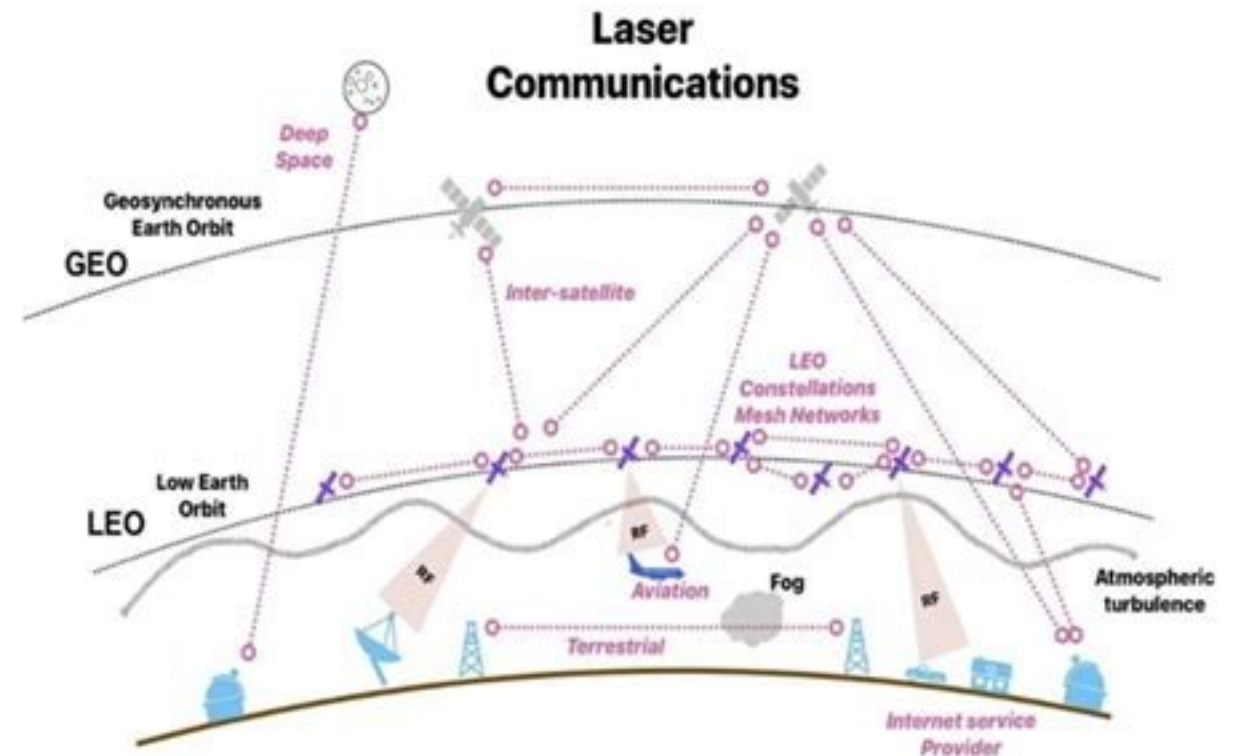 Laser
Communications
Deep
Space
Geosynchronous
Earth Orbit
GEO
Inter-satellite
LEO
Constellations
Mesh Networks
Low Earth
Orbit
LEO
RF
RF
RF
Aviation
Fog
Atmospheric
turbulence
Terrestrial
Internet service
Provider